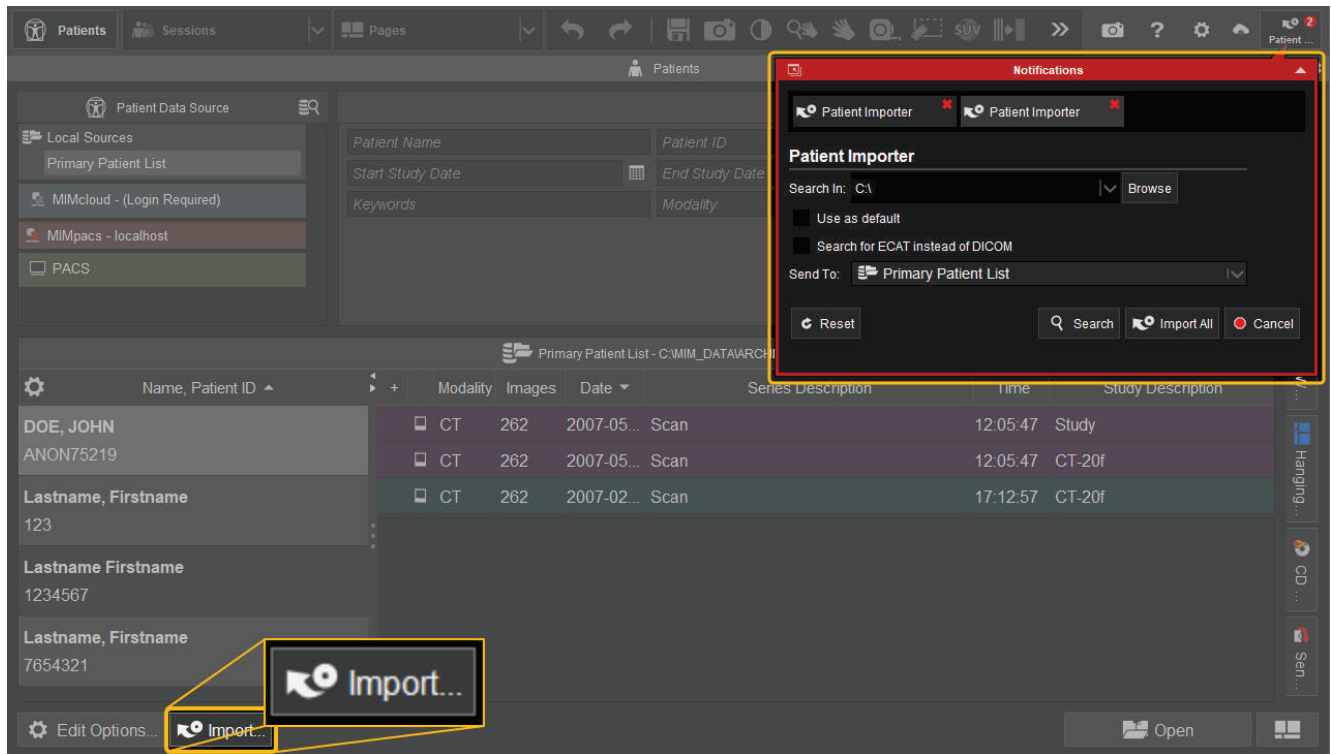 Patients
Sessions
Pages
SUV
2
Patient ...
Patients
Notifications
Patient Data Source
Local Sources
Primary Patient List
MIMcloud - (Login Required)
MIMpacs - localhost
PACS
Patient Name
Patient ID
Start Study Date
End Study Date
Keywords
Modality
Patient Importer
Patient Importer
Patient Importer
Search In: C:\
Browse
Use as default
Search for ECAT instead of DICOM
Send To: Primary Patient List
Reset
Search
Import All
Cancel
Primary Patient List - C:\MIM_DATA\ARCHI
Name, Patient ID
+ Modality Images Date Series Description Time Study Description
DOE, JOHN
ANON75219
CT 262 2007-05... Scan 12:05:47 Study
CT 262 2007-05... Scan 12:05:47 CT-20f
Lastname, Firstname
123
CT 262 2007-02... Scan 17:12:57 CT-20f
Lastname Firstname
1234567
Lastname, Firstname
7654321
W...
Hanging...
CD ...
Sen...
Import...
Edit Options...
Import...
Open